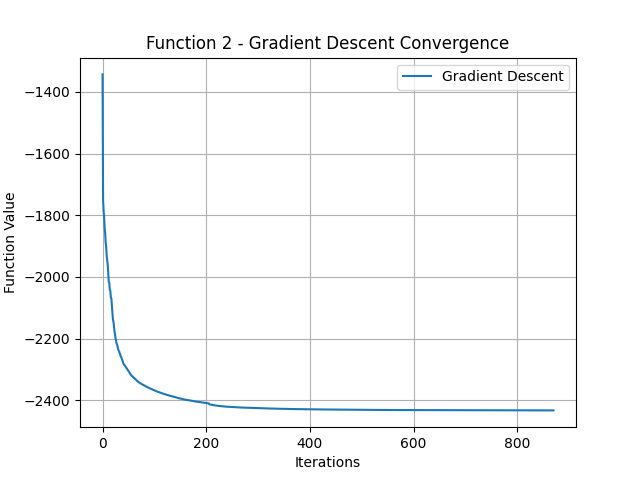 Function 2 - Gradient Descent Convergence
Gradient Descent
Function Value
−1400
−1600
−1800
−2000
−2200
−2400
0 200 400 600 800
Iterations